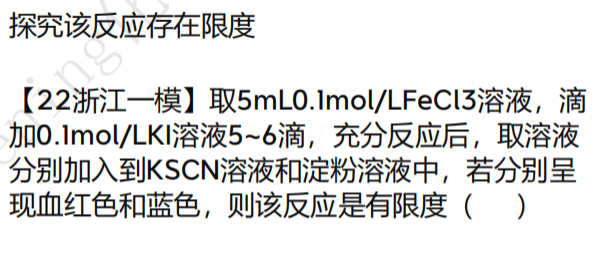 探究该反应存在限度
【22浙江一模】取5mL0.1mol/LFeCl3溶液，滴
加0.1mol/LKI溶液5~6滴，充分反应后，取溶液
分别加入到KSCN溶液和淀粉溶液中，若分别呈
现血红色和蓝色，则该反应是有限度（ ）